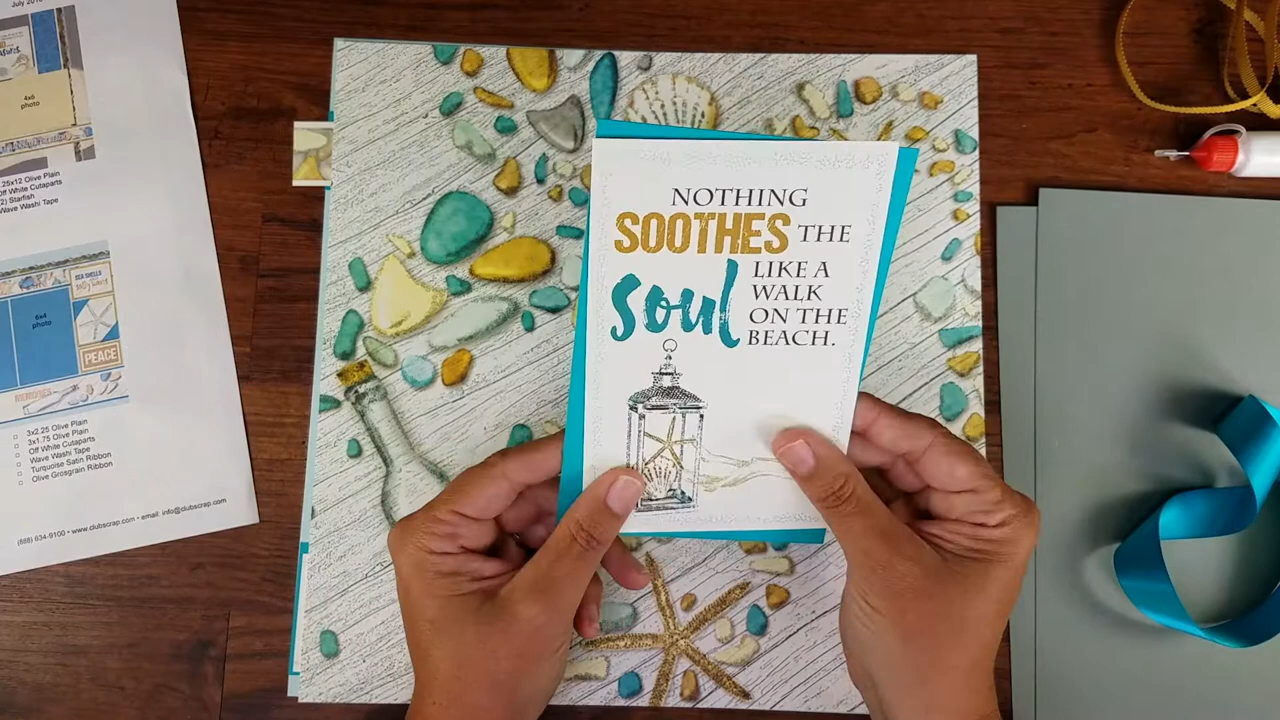 July 2018
4x6
photo
.25x12 Olive Plain
Off White Cutaparts
(2) Starfish
Wave Washi Tape
SEA SHELLS
6x4
photo
PEACE
MEMORIES
3x2.25 Olive Plain
3x1.75 Olive Plain
Off White Cutaparts
Wave Washi Tape
Turquoise Satin Ribbon
Olive Grosgrain Ribbon
(888) 634-9100 • www.clubscrap.com • email: info@clubscrap.com
NOTHING
SOOTHES THE
soul LIKE A
WALK
ON THE
BEACH.